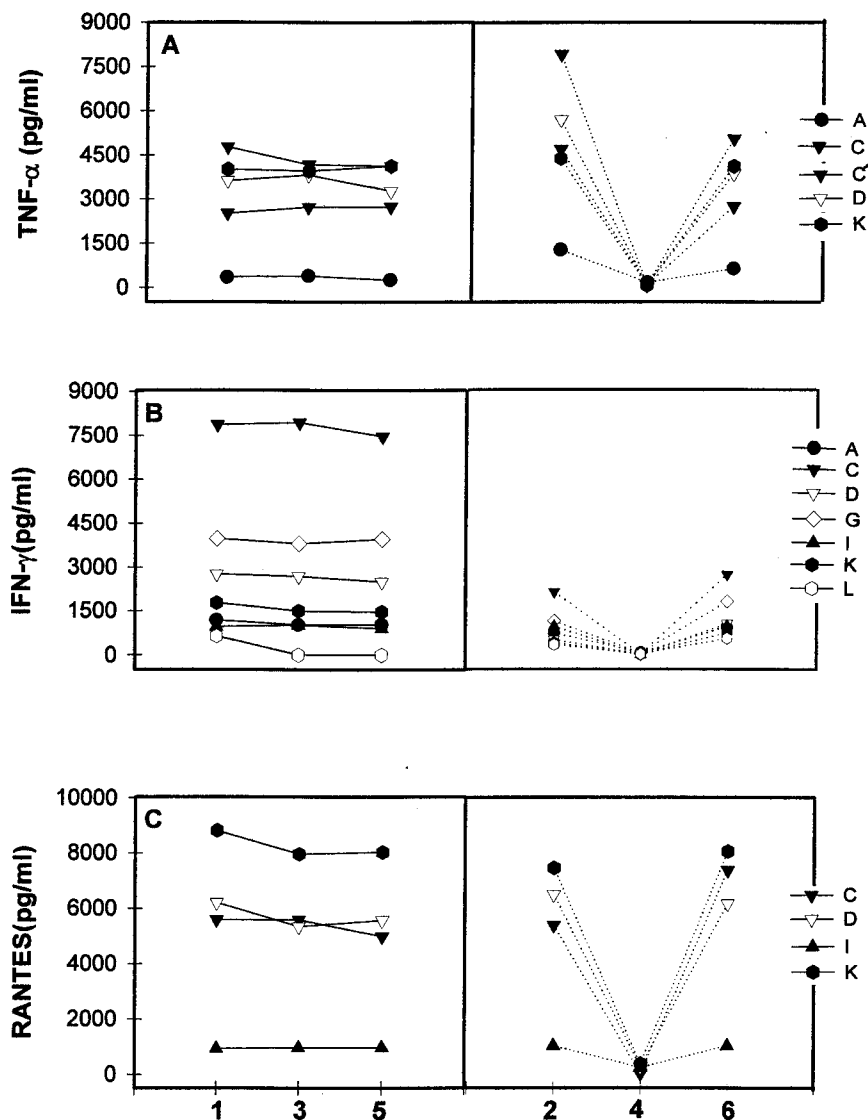 A
TNF-α (pg/ml)
9000
7500
6000
4500
3000
1500
0
A
C
C'
D
K
B
IFN-γ(pg/ml)
9000
7500
6000
4500
3000
1500
0
A
C
D
G
I
K
L
C
RANTES(pg/ml)
10000
8000
6000
4000
2000
0
C
D
I
K
1 3 5 2 4 6